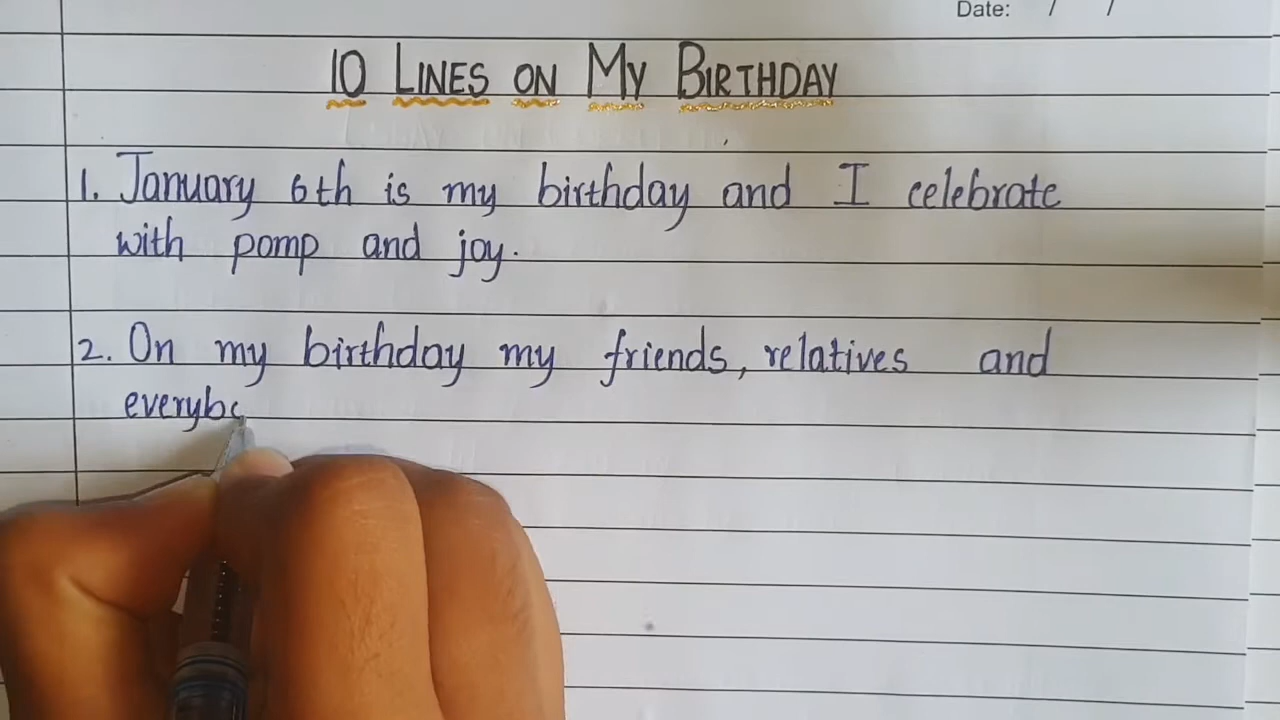 Date: / /
10 LINES ON MY BIRTHDAY
1. January 6th is my birthday and I celebrate
with pomp and joy.
2. On my birthday my friends, relatives and